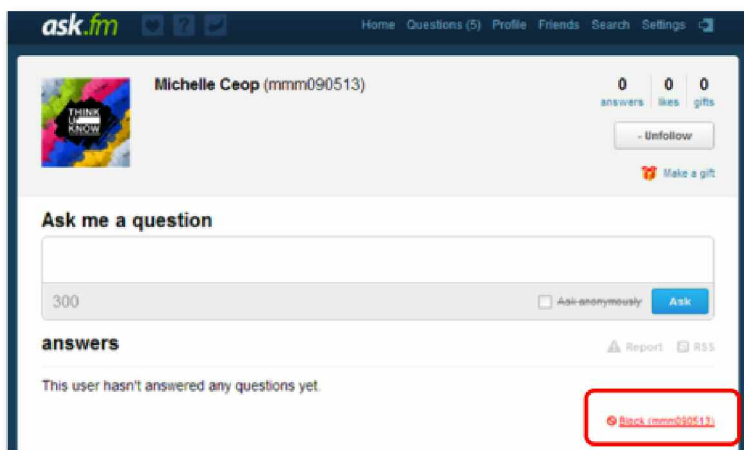 ask.fm ? Home Questions (5) Profile Friends Search Settings
Michelle Ceop (mmm090513)
0 0 0
answers likes gifts
THINK
U
KNOW
- Unfollow
Make a gift
Ask me a question
300 Ask anonymously Ask
answers
Report RSS
This user hasn't answered any questions yet.
Block (mmm090513)